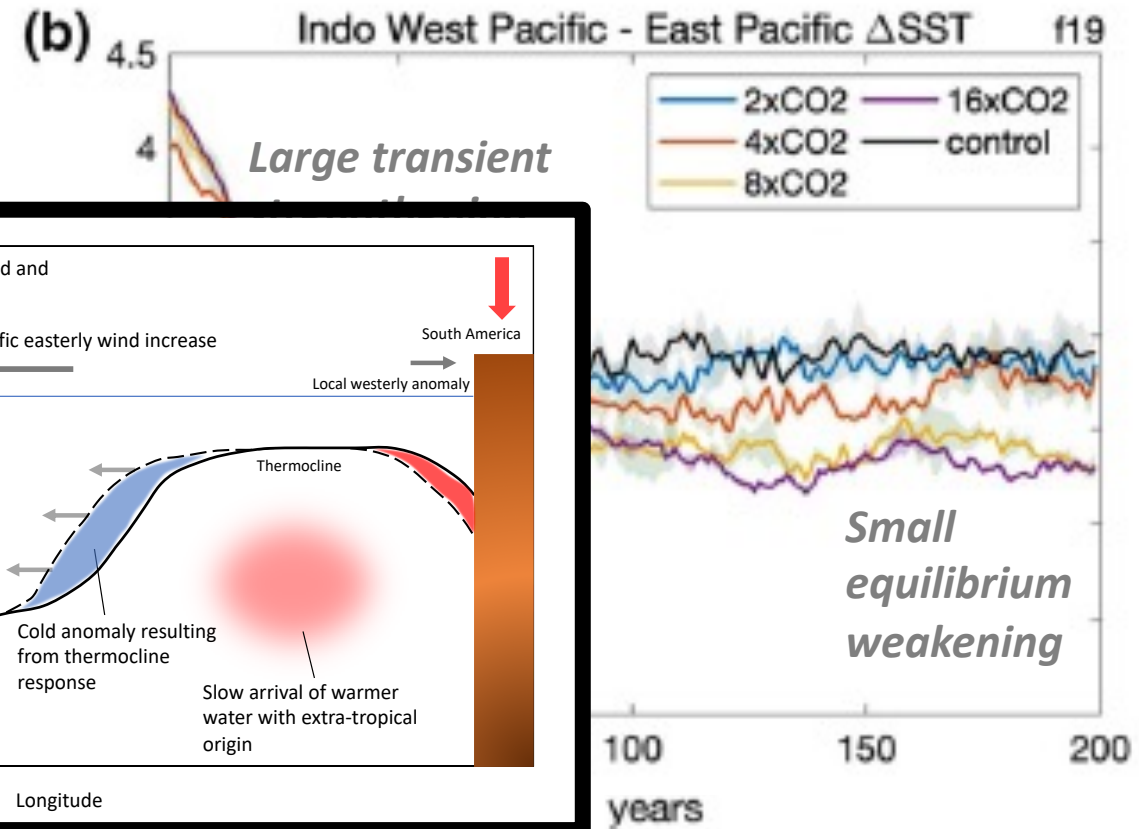 (b)
Indo West Pacific - East Pacific ΔSST
f19
4.5
4
2xCO2
16xCO2
4xCO2
control
8xCO2
Large transient
d and
fic easterly wind increase
South America
Local westerly anomaly
Thermocline
Cold anomaly resulting
from thermocline
response
Slow arrival of warmer
water with extra-tropical
origin
Longitude
Small
equilibrium
weakening
100
150
200
years